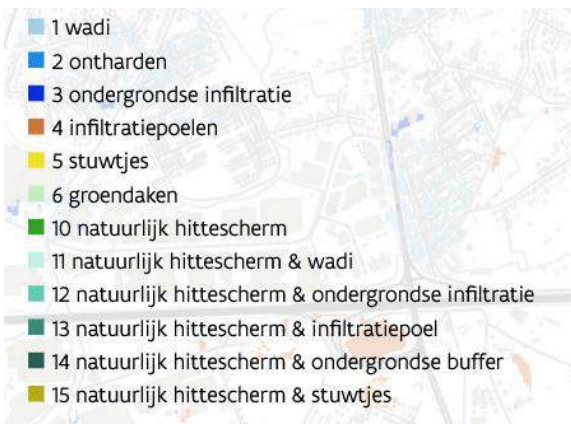 1 wadi
2 ontharden
3 ondergrondse infiltratie
4 infiltratiepoelen
5 stuwtjes
6 groendaken
10 natuurlijk hittescherm
11 natuurlijk hittescherm & wadi
12 natuurlijk hittescherm & ondergrondse infiltratie
13 natuurlijk hittescherm & infiltratiepoel
14 natuurlijk hittescherm & ondergrondse buffer
15 natuurlijk hittescherm & stuwtjes